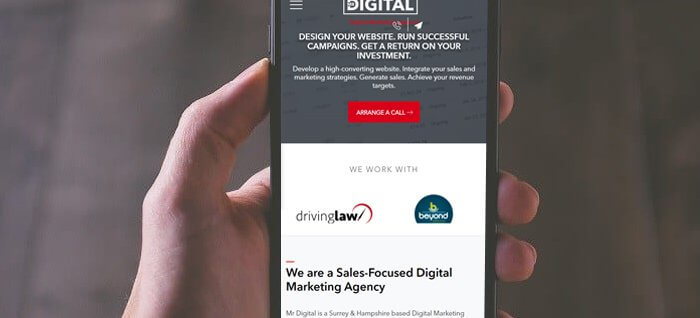 DIGITAL
DESIGN YOUR WEBSITE. RUN SUCCESSFUL
CAMPAIGNS. GET A RETURN ON YOUR
INVESTMENT.
Develop a high-converting website. Integrate your sales and
marketing strategies. Generate sales. Achieve your revenue
targets.
ARRANGE A CALL →
WE WORK WITH
drivinglaw/
beyond
We are a Sales-Focused Digital
Marketing Agency
Mr Digital is a Surrey & Hampshire based Digital Marketing